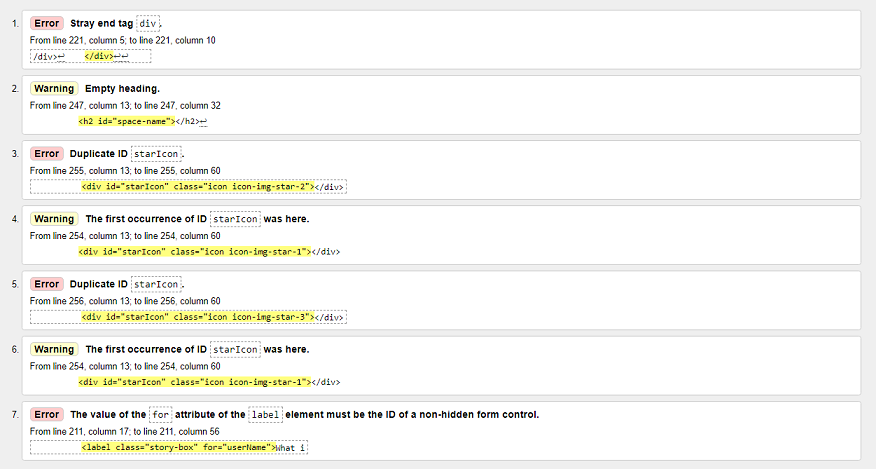 1. Error Stray end tag div.
From line 221, column 5; to line 221, column 10
/div>↩ </div>↩↩
2. Warning Empty heading.
From line 247, column 13; to line 247, column 32
<h2 id="space-name"></h2>↩
3. Error Duplicate ID starIcon.
From line 255, column 13; to line 255, column 60
<div id="starIcon" class="icon icon-img-star-2"></div>
4. Warning The first occurrence of ID starIcon was here.
From line 254, column 13; to line 254, column 60
<div id="starIcon" class="icon icon-img-star-1"></div>
5. Error Duplicate ID starIcon.
From line 256, column 13; to line 256, column 60
<div id="starIcon" class="icon icon-img-star-3"></div>
6. Warning The first occurrence of ID starIcon was here.
From line 254, column 13; to line 254, column 60
<div id="starIcon" class="icon icon-img-star-1"></div>
7. Error The value of the for attribute of the label element must be the ID of a non-hidden form control.
From line 211, column 17; to line 211, column 56
<label class="story-box" for="userName">What i